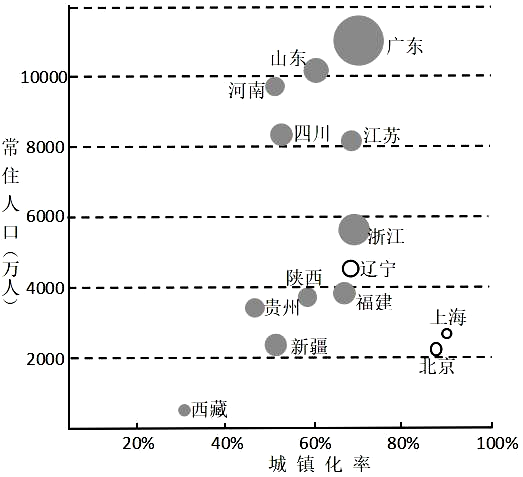 广东
山东
10000
河南
四川
江苏
8000
常住人口（万人）
6000
浙江
辽宁
陕西
4000
贵州
福建
上海
新疆
2000
北京
西藏
20%
40%
60%
80%
100%
城镇化率